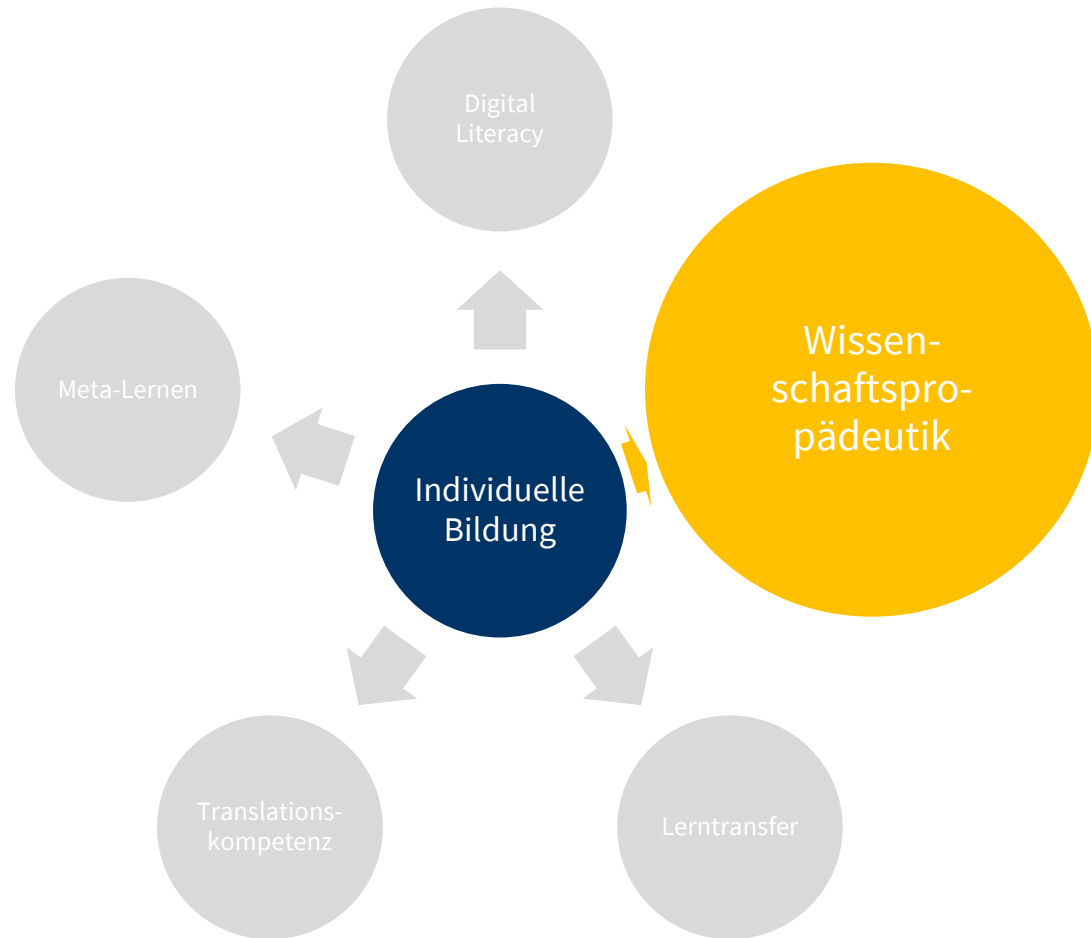 Digital
Literacy
Wissen-
schaftspro-
pädeutik
Meta-Lernen
Individuelle
Bildung
Translations-
kompetenz
Lerntransfer